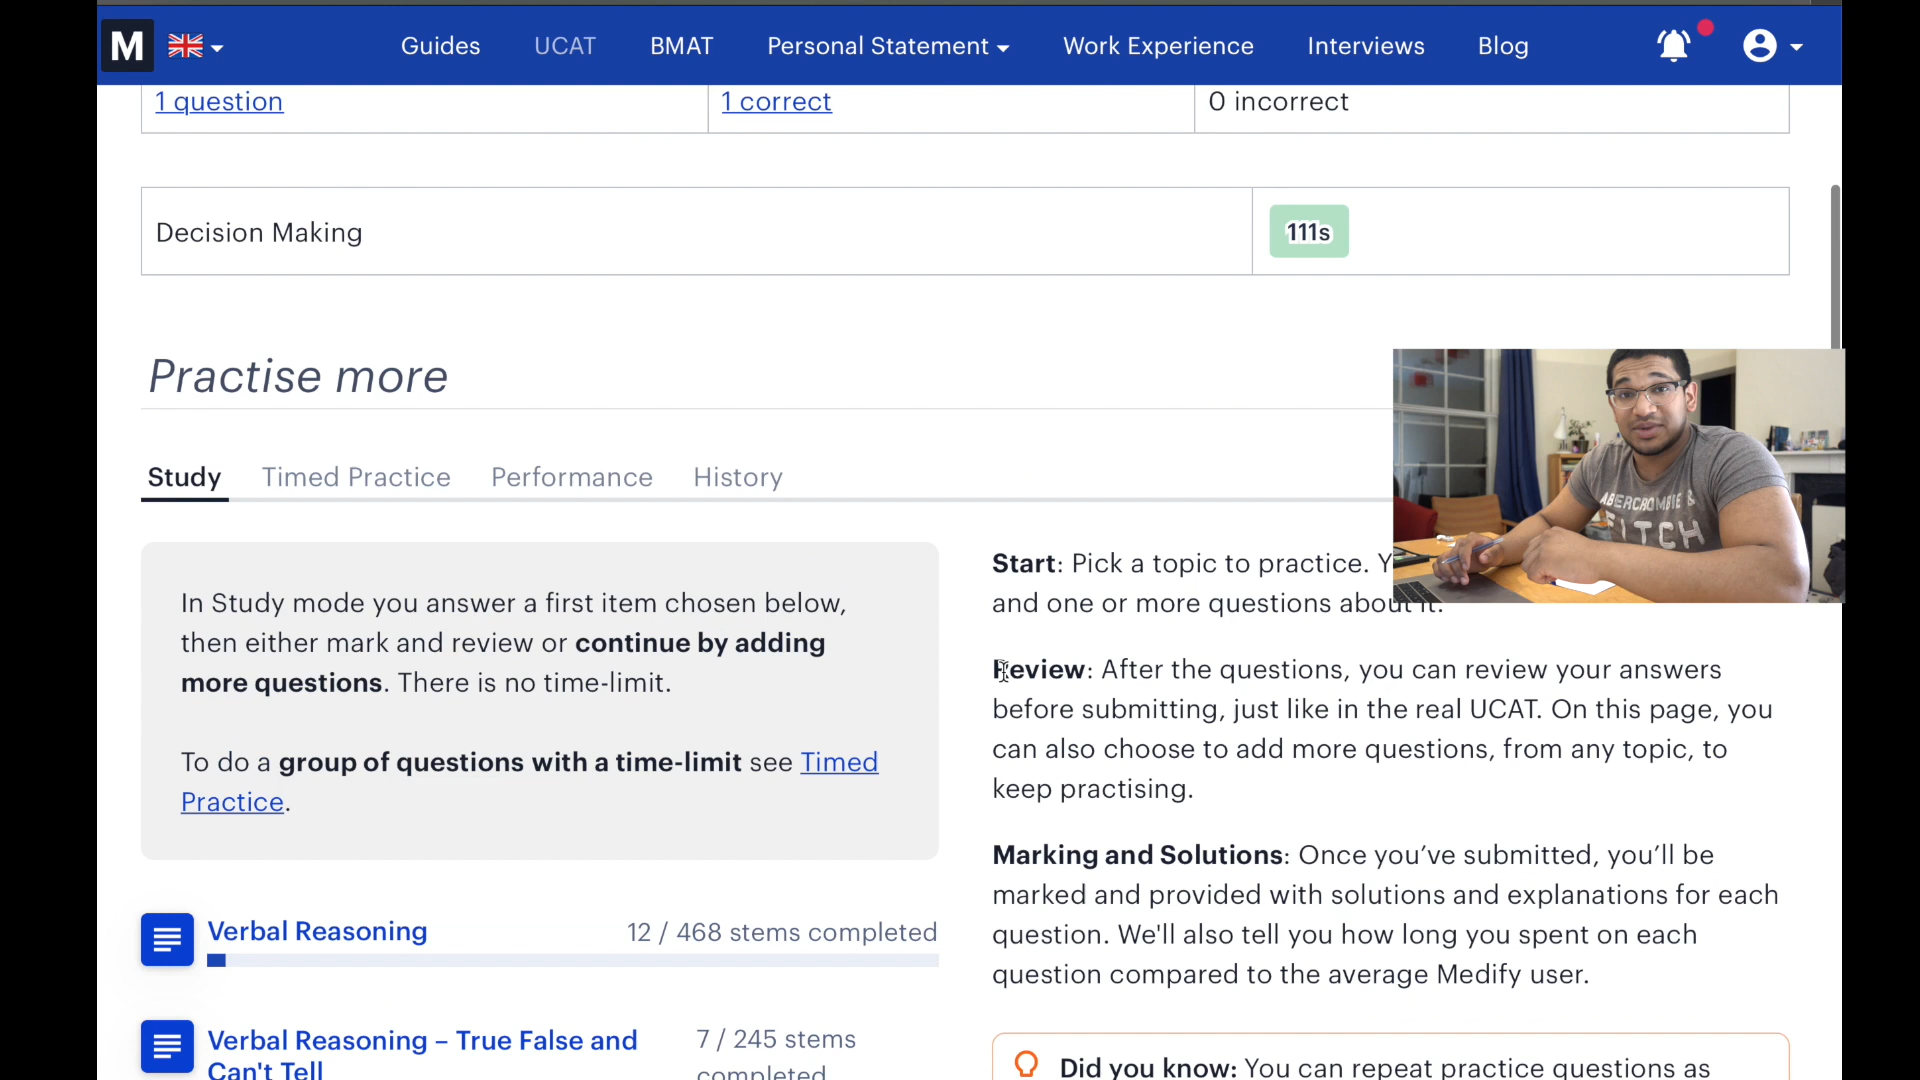 M Guides UCAT BMAT Personal Statement Work Experience Interviews Blog
1 question 1 correct 0 incorrect
Decision Making 111s
Practise more
Study Timed Practice Performance History
In Study mode you answer a first item chosen below,
then either mark and review or continue by adding
more questions. There is no time-limit.
To do a group of questions with a time-limit see Timed
Practice.
Verbal Reasoning 12 / 468 stems completed
Verbal Reasoning – True False and
Can't Tell
7 / 245 stems
completed
Start: Pick a topic to practice.
and one or more questions about it.
Review: After the questions, you can review your answers
before submitting, just like in the real UCAT. On this page, you
can also choose to add more questions, from any topic, to
keep practising.
Marking and Solutions: Once you’ve submitted, you’ll be
marked and provided with solutions and explanations for each
question. We'll also tell you how long you spent on each
question compared to the average Medify user.
Did you know: You can repeat practice questions as
ABERCROMBIE &
FITCH